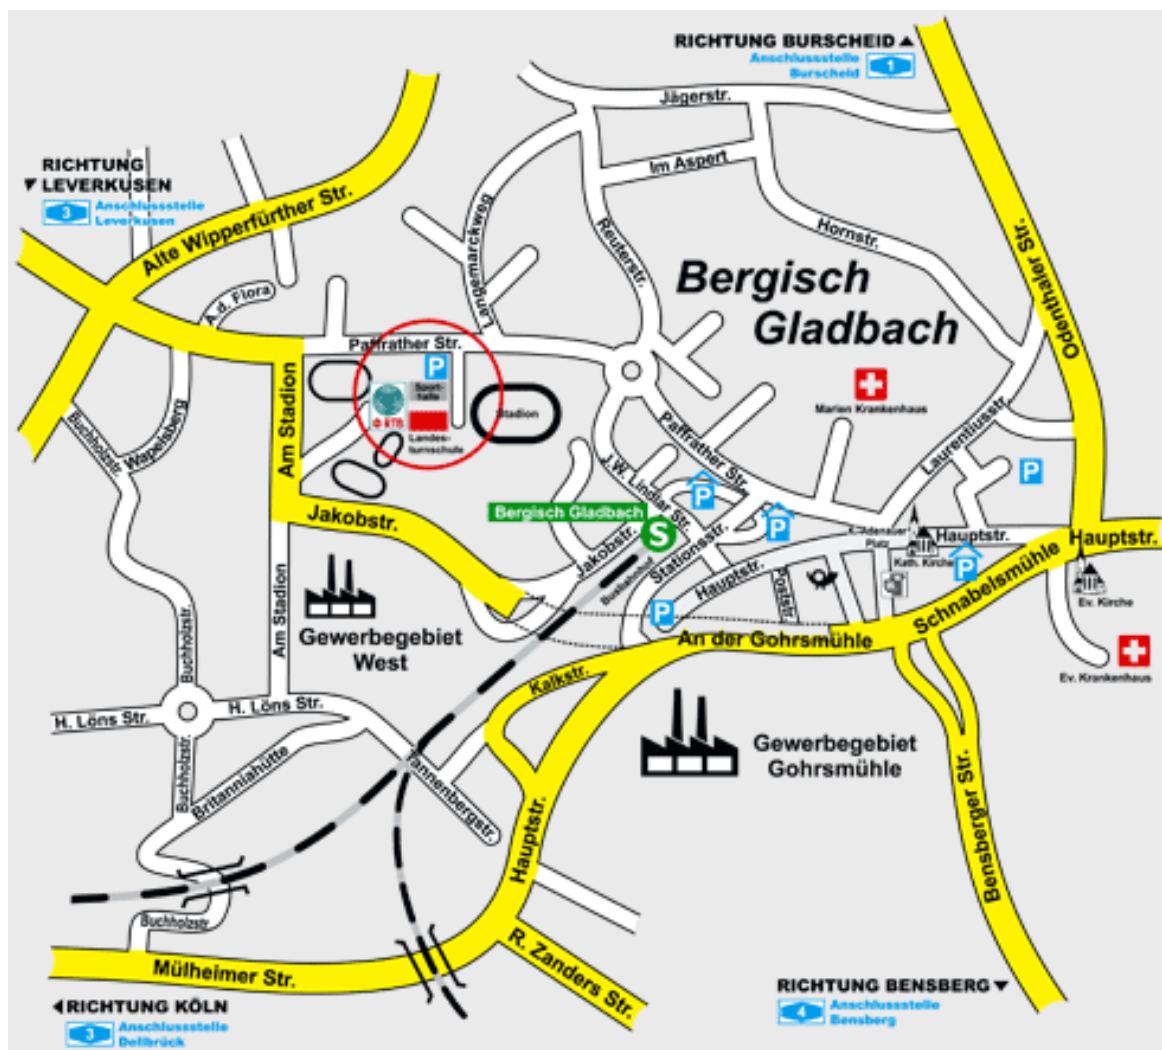 RICHTUNG BURSCHEID
Anschlussstelle
Burscheid
1
Jägerstr.
Im Aspert
RICHTUNG
LEVERKUSEN
3
Anschlussstelle
Leverkusen
Alte Wipperfürther Str.
Langemarckweg
Reuterstr.
Hornstr.
Odenthaler Str.
Bergisch
Gladbach
A.d. Flora
Paffrather Str.
P
Sport-
halle
RTB
Landes-
turnschule
Stadion
Marien Krankenhaus
Am Stadion
Wapelsberg
Buchholzstr.
Paffrather Str.
Laurentiusstr.
J.W. Lindlar Str.
P
P
P
Bergisch Gladbach
S
Jakobstr.
Jakobstr.
Stationsstr.
Busbahnhof
K.-Adenauer
Platz
Kath. Kirche
Hauptstr.
P
Hauptstr.
Hauptstr.
Poststr.
P
Schnabelsmühle
Ev. Kirche
Ev. Krankenhaus
An der Gohrsmühle
Gewerbegebiet
West
Am Stadion
Buchholzstr.
Kalkstr.
H. Löns Str.
H. Löns Str.
Buchholzstr.
Britanniahütte
Tannenbergstr.
Gewerbegebiet
Gohrsmühle
Hauptstr.
Bensberger Str.
Buchholzstr
Mülheimer Str.
R. Zanders Str.
RICHTUNG KÖLN
3
Anschlussstelle
Dellbrück
RICHTUNG BENSBERG
4
Anschlussstelle
Bensberg